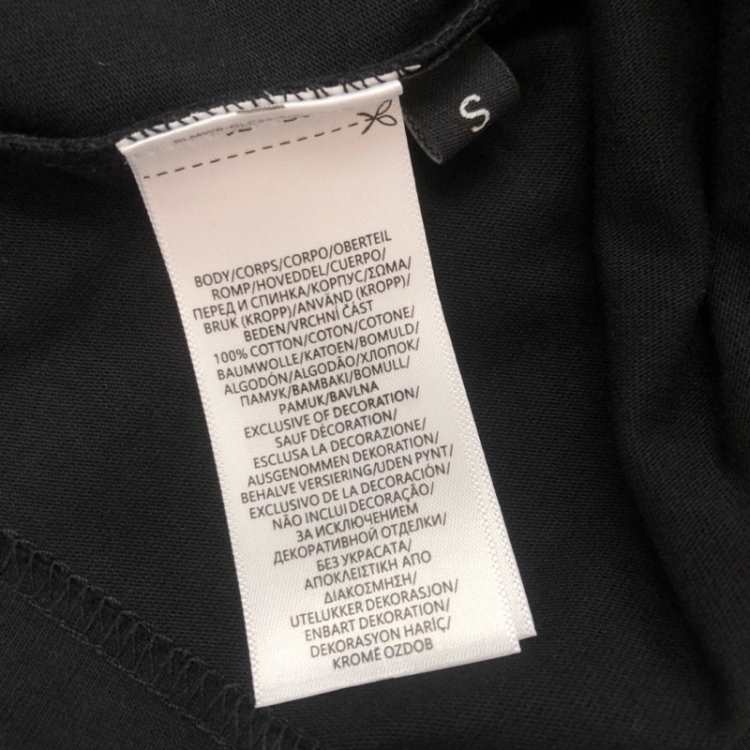 S
BODY/CORPS/CORPO/OBERTEIL
ROMP/HOVEDDEL/CUERPO/
ПЕРЕД И СПИНКА/КОРПУС/ΣΩΜΑ/
BRUK (KROPP)/ANVÄND (KROPP)/
BEDEN/VRCHNÍ ČÁST
100% COTTON/COTON/COTONE/
BAUMWOLLE/KATOEN/BOMULD/
ALGODÓN/ALGODÃO/ХЛОПОК/
ПАМУК/BAMBAKI/BOMULL/
PAMUK/BAVLNA
EXCLUSIVE OF DECORATION/
SAUF DÉCORATION/
ESCLUSA LA DECORAZIONE/
AUSGENOMMEN DEKORATION/
BEHALVE VERSIERING/UDEN PYNT/
EXCLUSIVO DE LA DECORACIÓN/
NÃO INCLUI DECORAÇÃO/
ЗА ИСКЛЮЧЕНИЕМ
ДЕКОРАТИВНОЙ ОТДЕЛКИ/
БЕЗ УКРАСАТА/
ΑΠΟΚΛΕΙΣΤΙΚΗ ΑΠΟ
ΔΙΑΚΟΣΜΗΣΗ/
UTELUKKER DEKORASJON/
ENBART DEKORATION/
DEKORASYON HARİÇ/
KROMĚ OZDOB